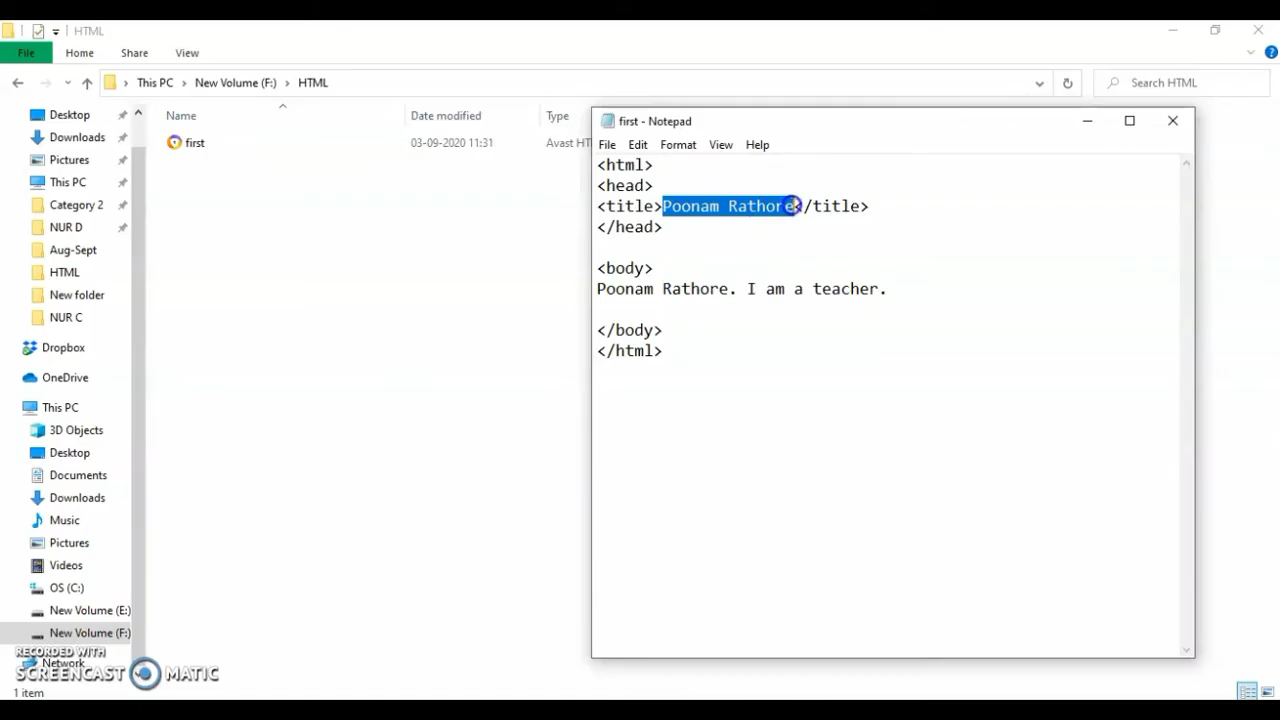 HTML
File Home Share View
This PC > New Volume (F:) > HTML
Search HTML
Name Date modified Type
first 03-09-2020 11:31 Avast HT
Desktop
Downloads
Pictures
This PC
Category 2
NUR D
Aug-Sept
HTML
New folder
NUR C
Dropbox
OneDrive
This PC
3D Objects
Desktop
Documents
Downloads
Music
Pictures
Videos
OS (C:)
New Volume (E:)
New Volume (F:)
Network
1 item
first - Notepad
File Edit Format View Help
<html>
<head>
<title>Poonam Rathore</title>
</head>
<body>
Poonam Rathore. I am a teacher.
</body>
</html>
RECORDED WITH
SCREENCAST MATIC